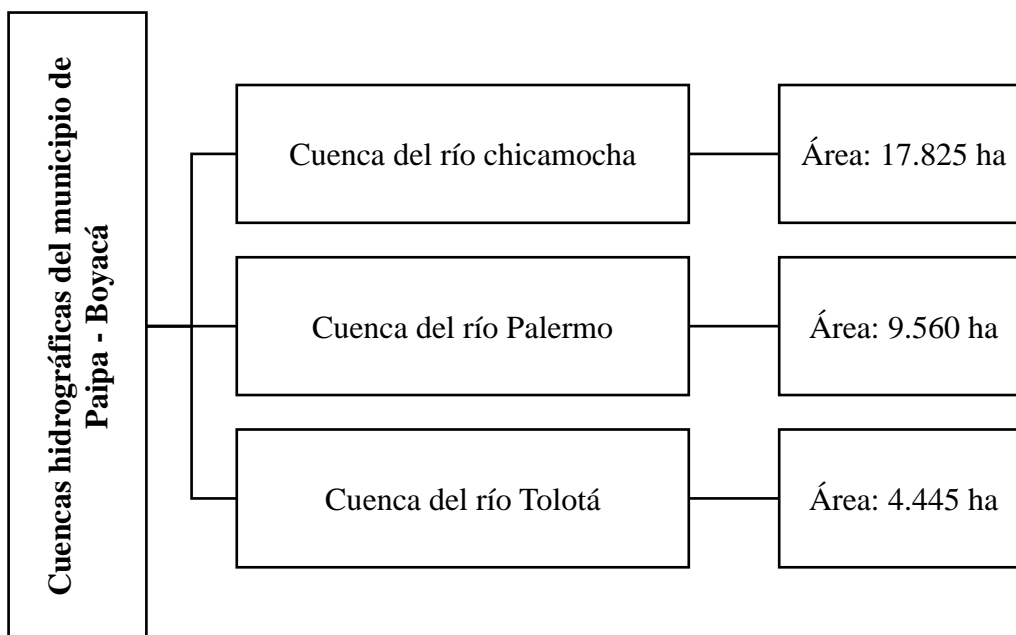 Cuencas hidrográficas del municipio de
Paipa - Boyacá
Cuenca del río chicamocha
Área: 17.825 ha
Cuenca del río Palermo
Área: 9.560 ha
Cuenca del río Tolotá
Área: 4.445 ha